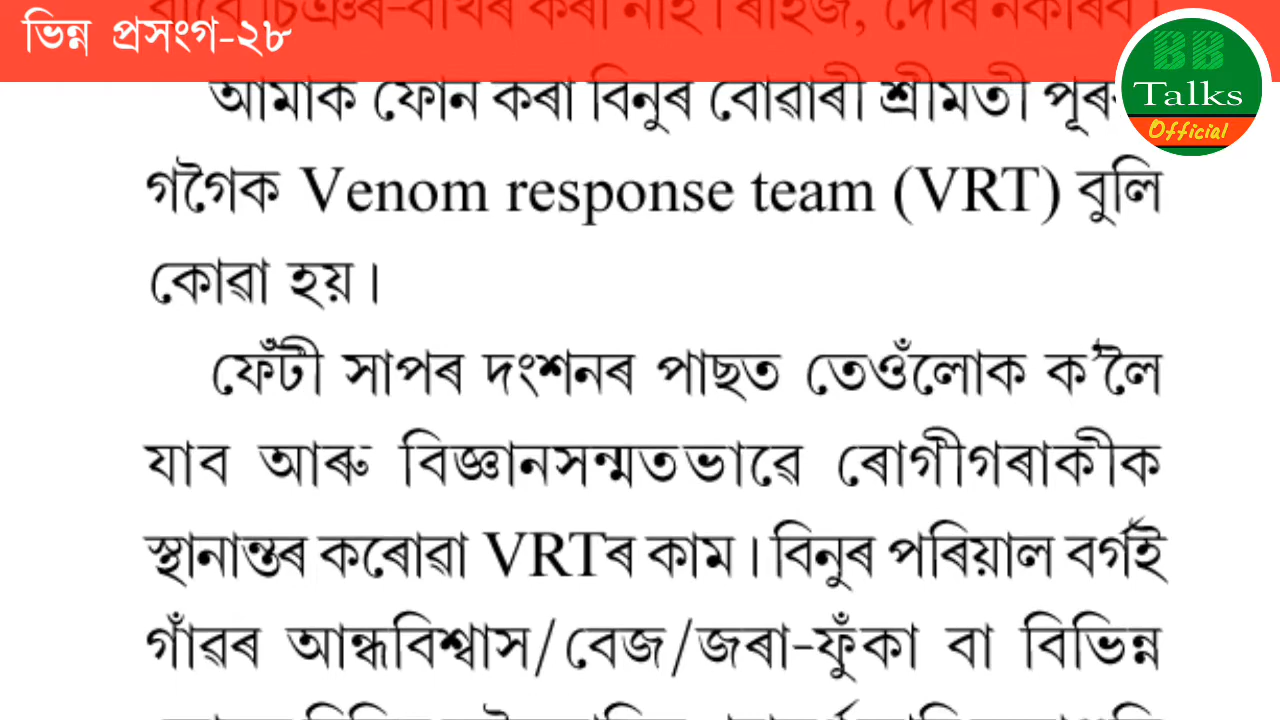 ভিন্ন প্ৰসংগ-২৮
BB
Talks
Official
আমাক ফোন কৰা বিনুৰ বোৱাৰী শ্ৰীমতী
গগৈক Venom response team (VRT) বুলি
কোৱা হয়।
ফেঁটী সাপৰ দংশনৰ পাছত তেওঁলোক ক’লৈ
যাব আৰু বিজ্ঞানসন্মতভাৱে ৰোগীগৰাকীক
স্থানান্তৰ কৰোৱা VRTৰ কাম। বিনুৰ পৰিয়াল বৰ্গই
গাঁৱৰ আন্ধবিশ্বাস/বেজ/জৰা-ফুঁকা বা বিভিন্ন